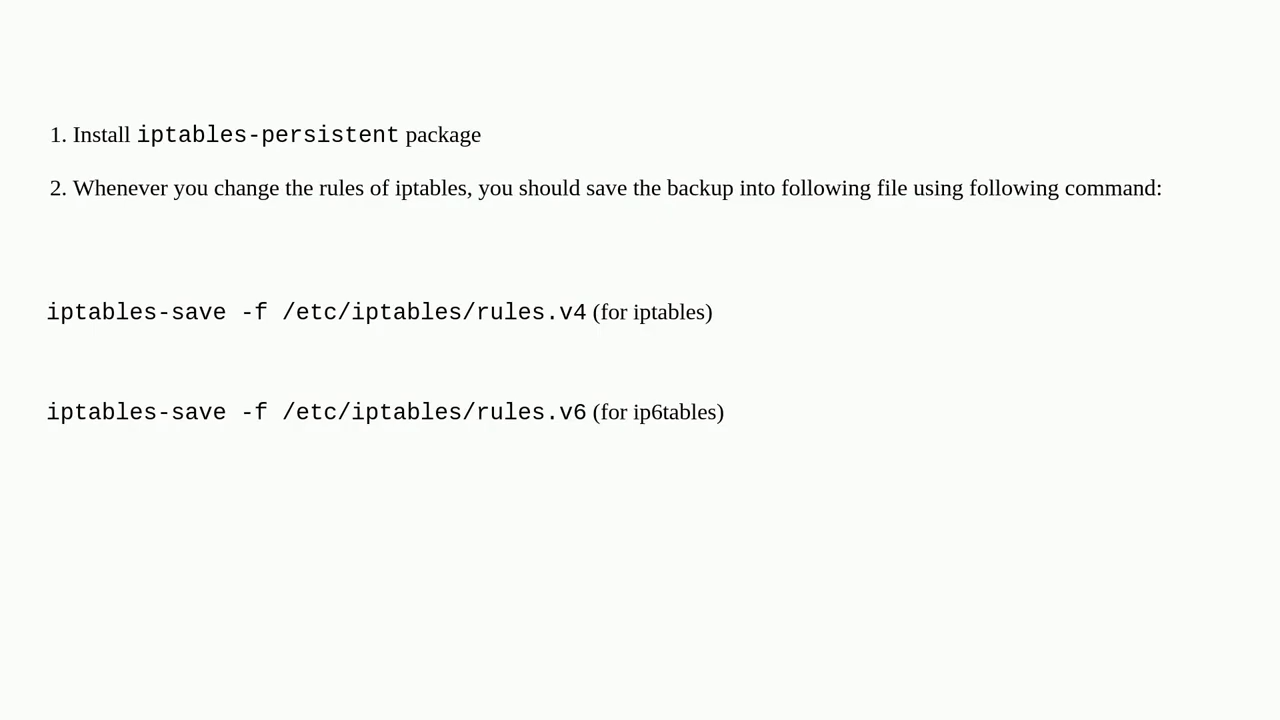 1. Install iptables-persistent package
2. Whenever you change the rules of iptables, you should save the backup into following file using following command:
iptables-save -f /etc/iptables/rules.v4 (for iptables)
iptables-save -f /etc/iptables/rules.v6 (for ip6tables)